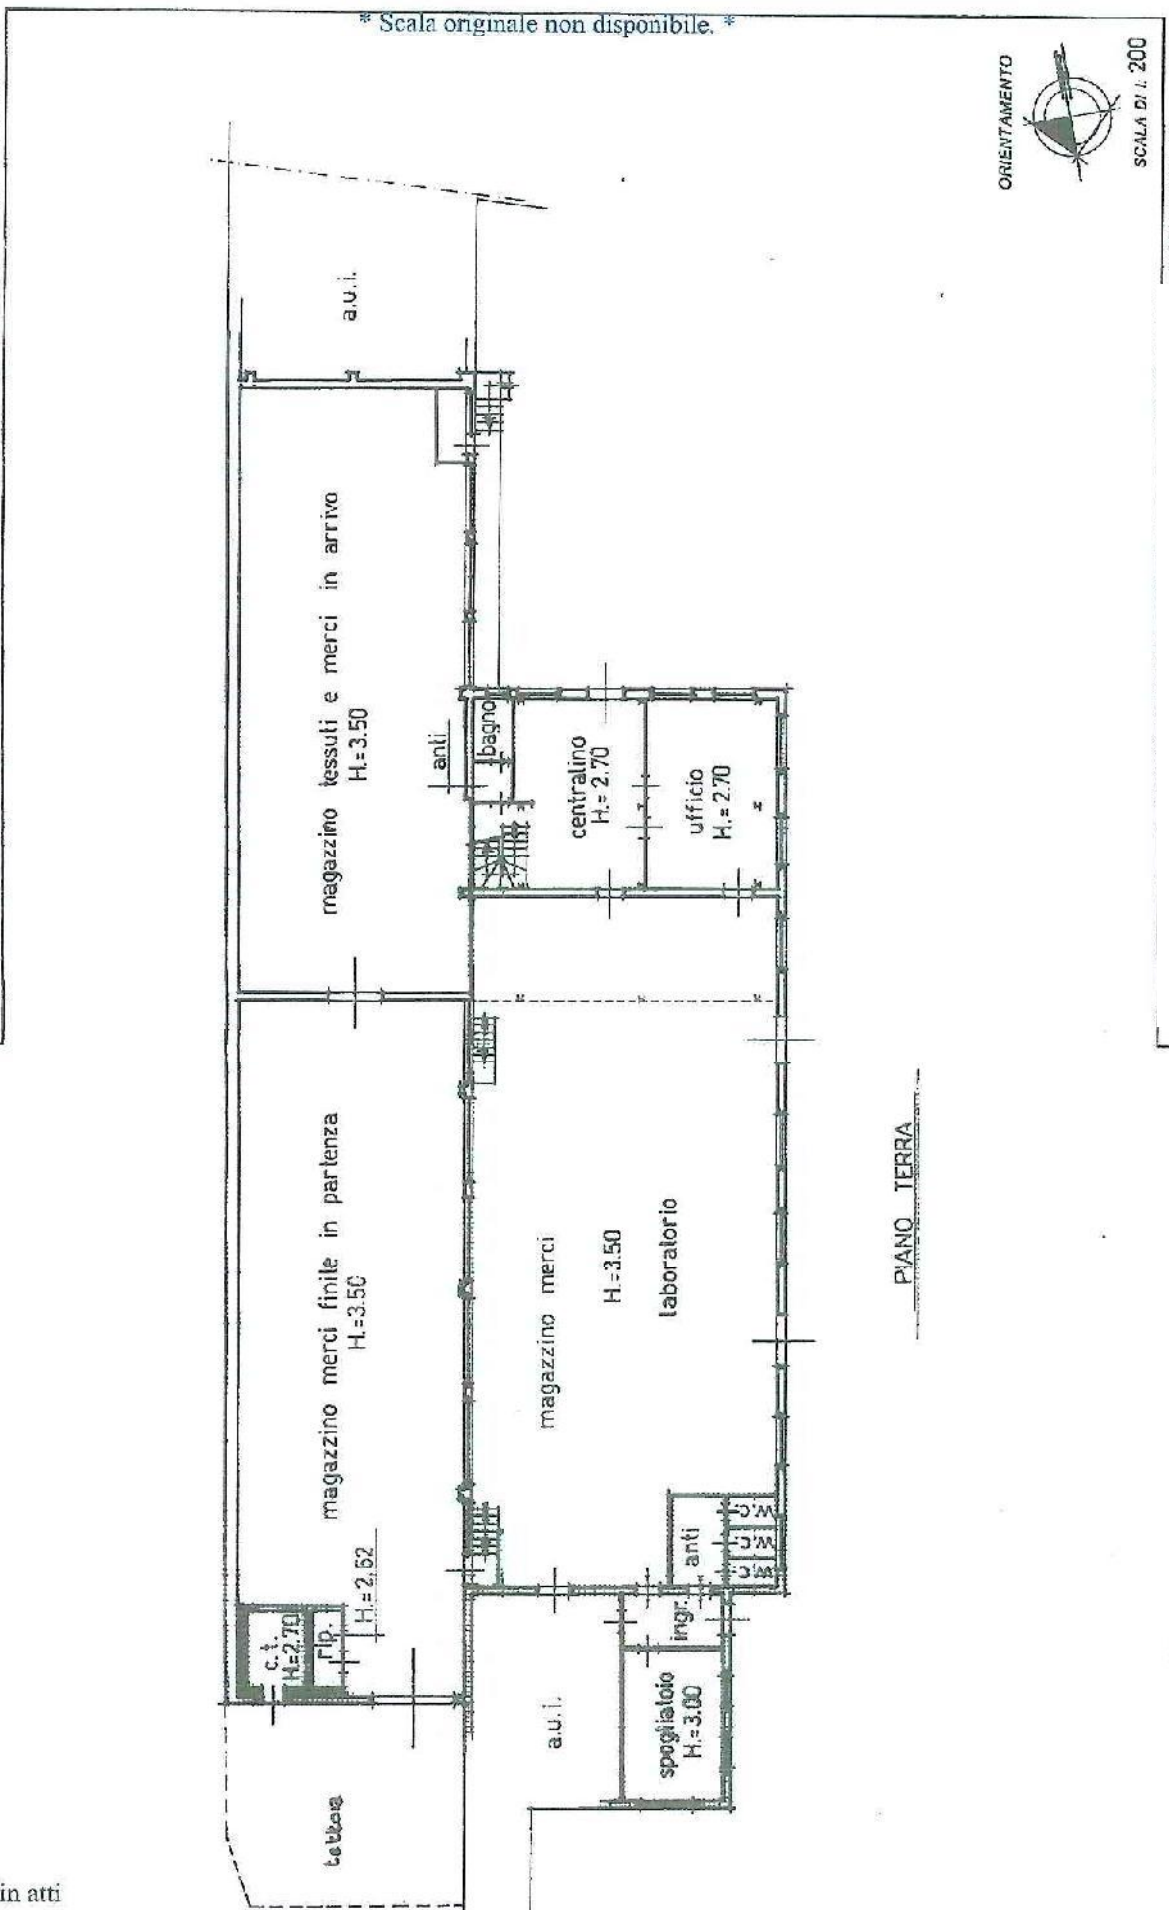 * Scala originale non disponibile. *
ORIENTAMENTO
SCALA DI 1: 200
a.u.i.
magazzino tessuti e merci in arrivo
H.=3.50
anti
bagno
centralino
H.=2.70
ufficio
H.=2.70
magazzino merci finite in partenza
H.=3.50
H.=2,62
c.t.
H.=2.70
rip.
magazzino merci
H.=3.50
laboratorio
anti
w.c.
w.c.
w.c.
ingr.
spogliatoio
H.=3.00
a.u.i.
tettoia
PIANO TERRA
in atti